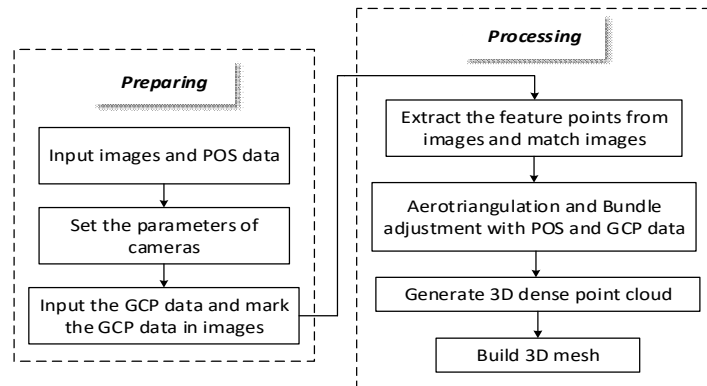 Preparing
Input images and POS data
Set the parameters of
cameras
Input the GCP data and mark
the GCP data in images
Processing
Extract the feature points from
images and match images
Aerotriangulation and Bundle
adjustment with POS and GCP data
Generate 3D dense point cloud
Build 3D mesh